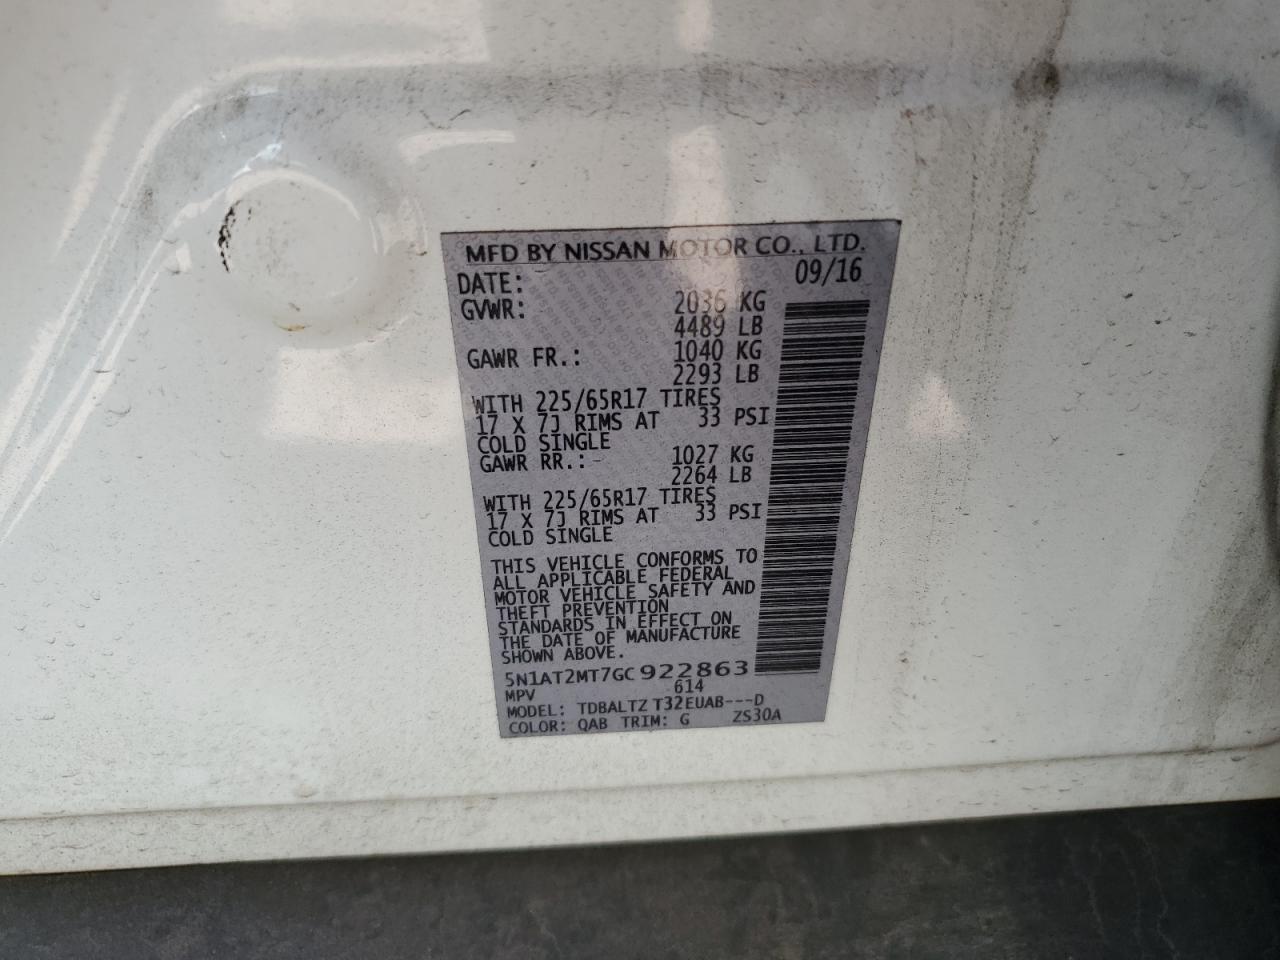 MFD BY NISSAN MOTOR CO., LTD.
DATE: 09/16
GVWR: 2036 KG
4489 LB
GAWR FR.: 1040 KG
2293 LB
WITH 225/65R17 TIRES
17 X 7J RIMS AT 33 PSI
COLD SINGLE
GAWR RR.: 1027 KG
2264 LB
WITH 225/65R17 TIRES
17 X 7J RIMS AT 33 PSI
COLD SINGLE
THIS VEHICLE CONFORMS TO
ALL APPLICABLE FEDERAL
MOTOR VEHICLE SAFETY AND
THEFT PREVENTION
STANDARDS IN EFFECT ON
THE DATE OF MANUFACTURE
SHOWN ABOVE.
5N1AT2MT7GC922863
MPV 614
MODEL: TDBALTZ T32EUAB---D
COLOR: QAB TRIM: G ZS30A